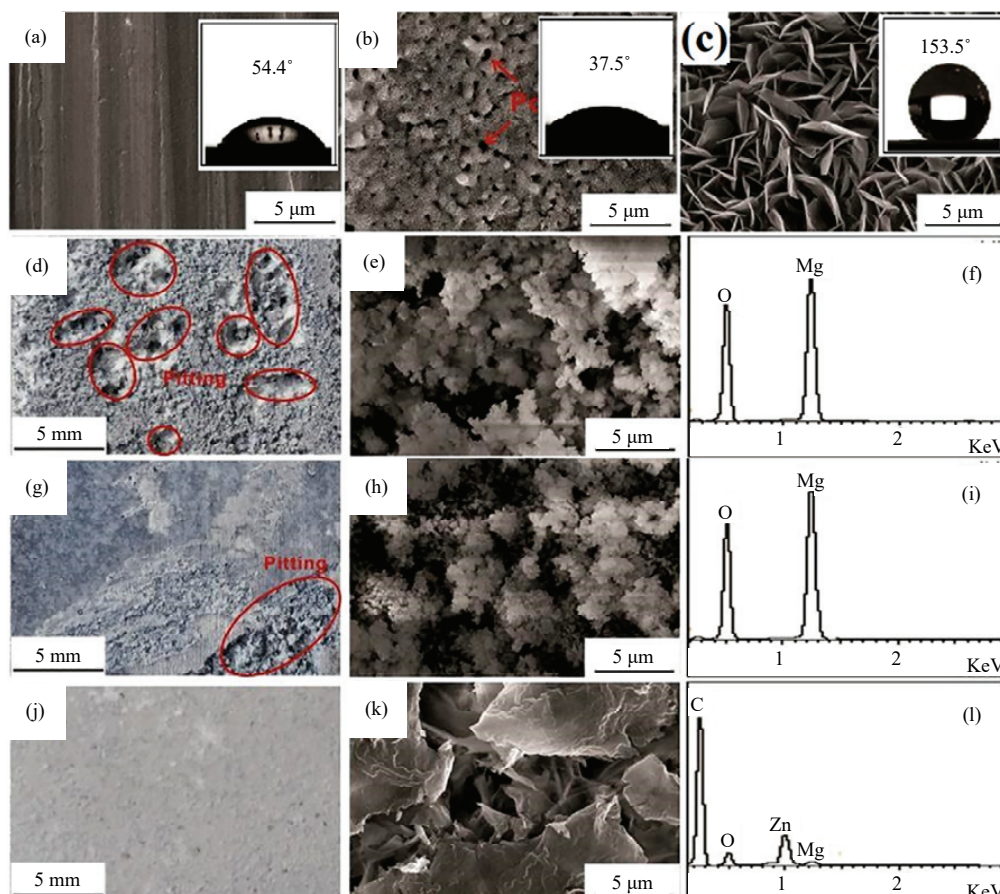 (a)
54.4°
5 μm
(b)
37.5°
5 μm
(c)
153.5°
5 μm
(d)
Pitting
5 mm
(e)
5 μm
(f)
O
Mg
1
2
KeV
(g)
Pitting
5 mm
(h)
5 μm
(i)
O
Mg
1
2
KeV
(j)
5 mm
(k)
5 μm
(l)
C
O
Zn
Mg
1
2
KeV